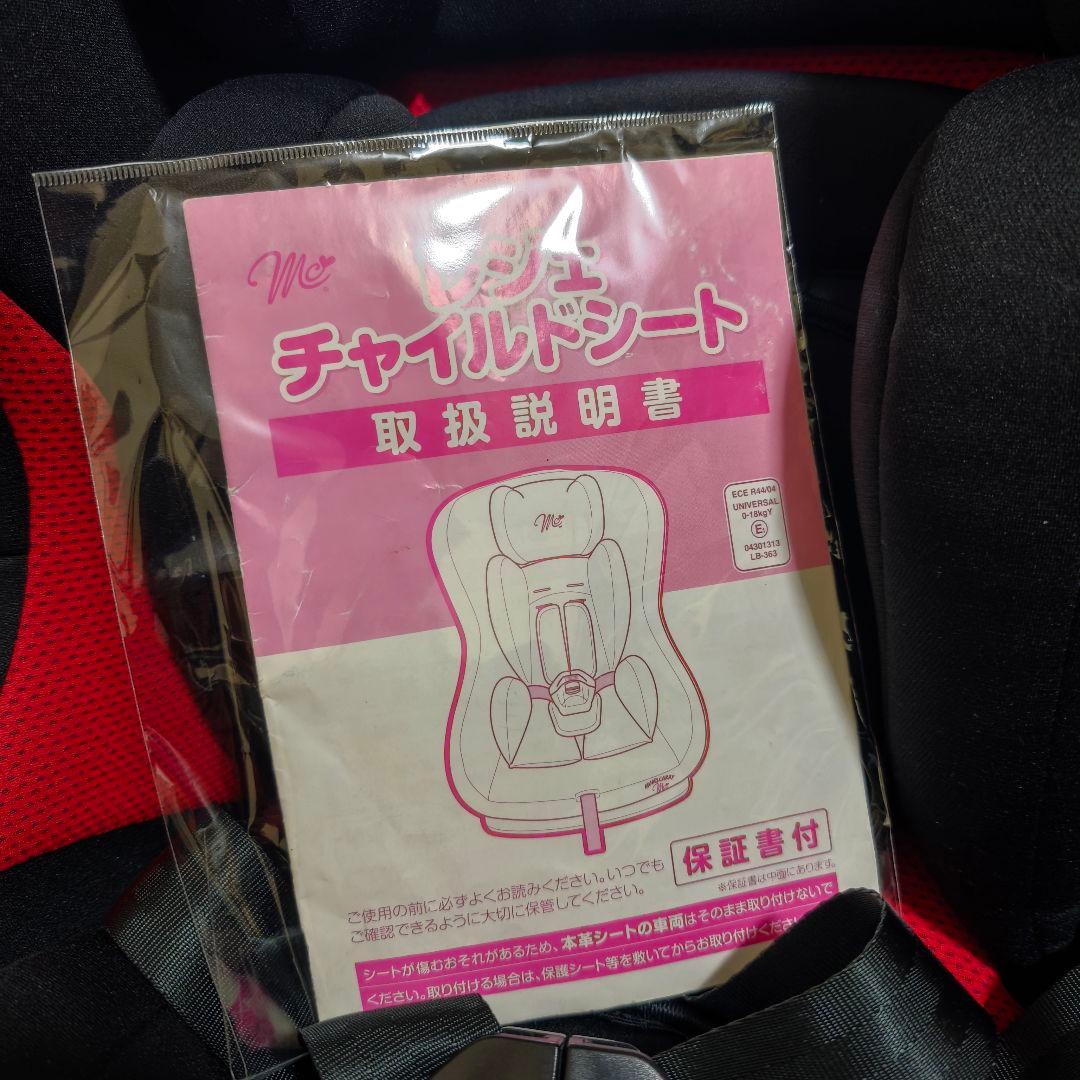 mc
レジェ
チャイルドシート
取扱説明書
ECE R44/04
UNIVERSAL
0-18kgY
E
04301313
LB-363
mc
mc
保証書付
※保証書は中面にあります。
ご使用の前に必ずよくお読みください。いつでも
ご確認できるように大切に保管してください。
シートが傷むおそれがあるため、本革シートの車両はそのまま取り付けないで
ください。取り付ける場合は、保護シート等を敷いてからお取り付けくださ